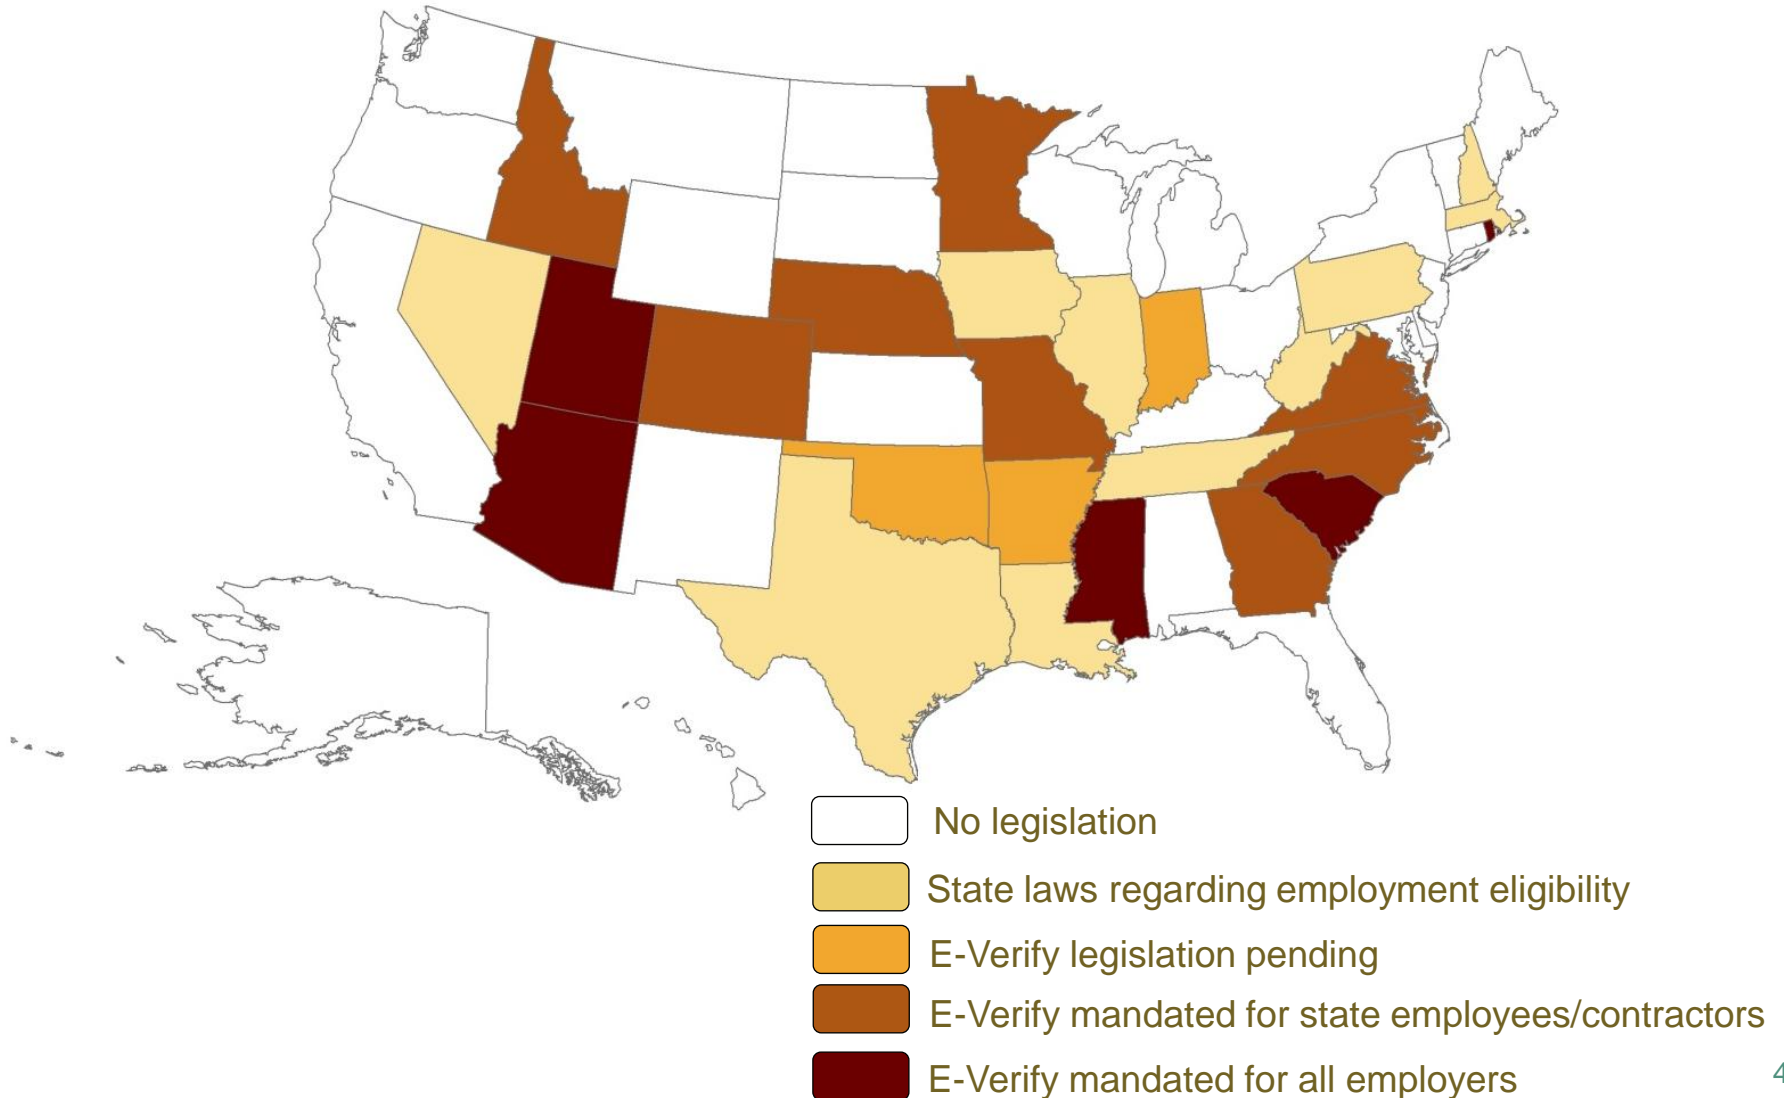 No legislation
State laws regarding employment eligibility
E-Verify legislation pending
E-Verify mandated for state employees/contractors
E-Verify mandated for all employers
4